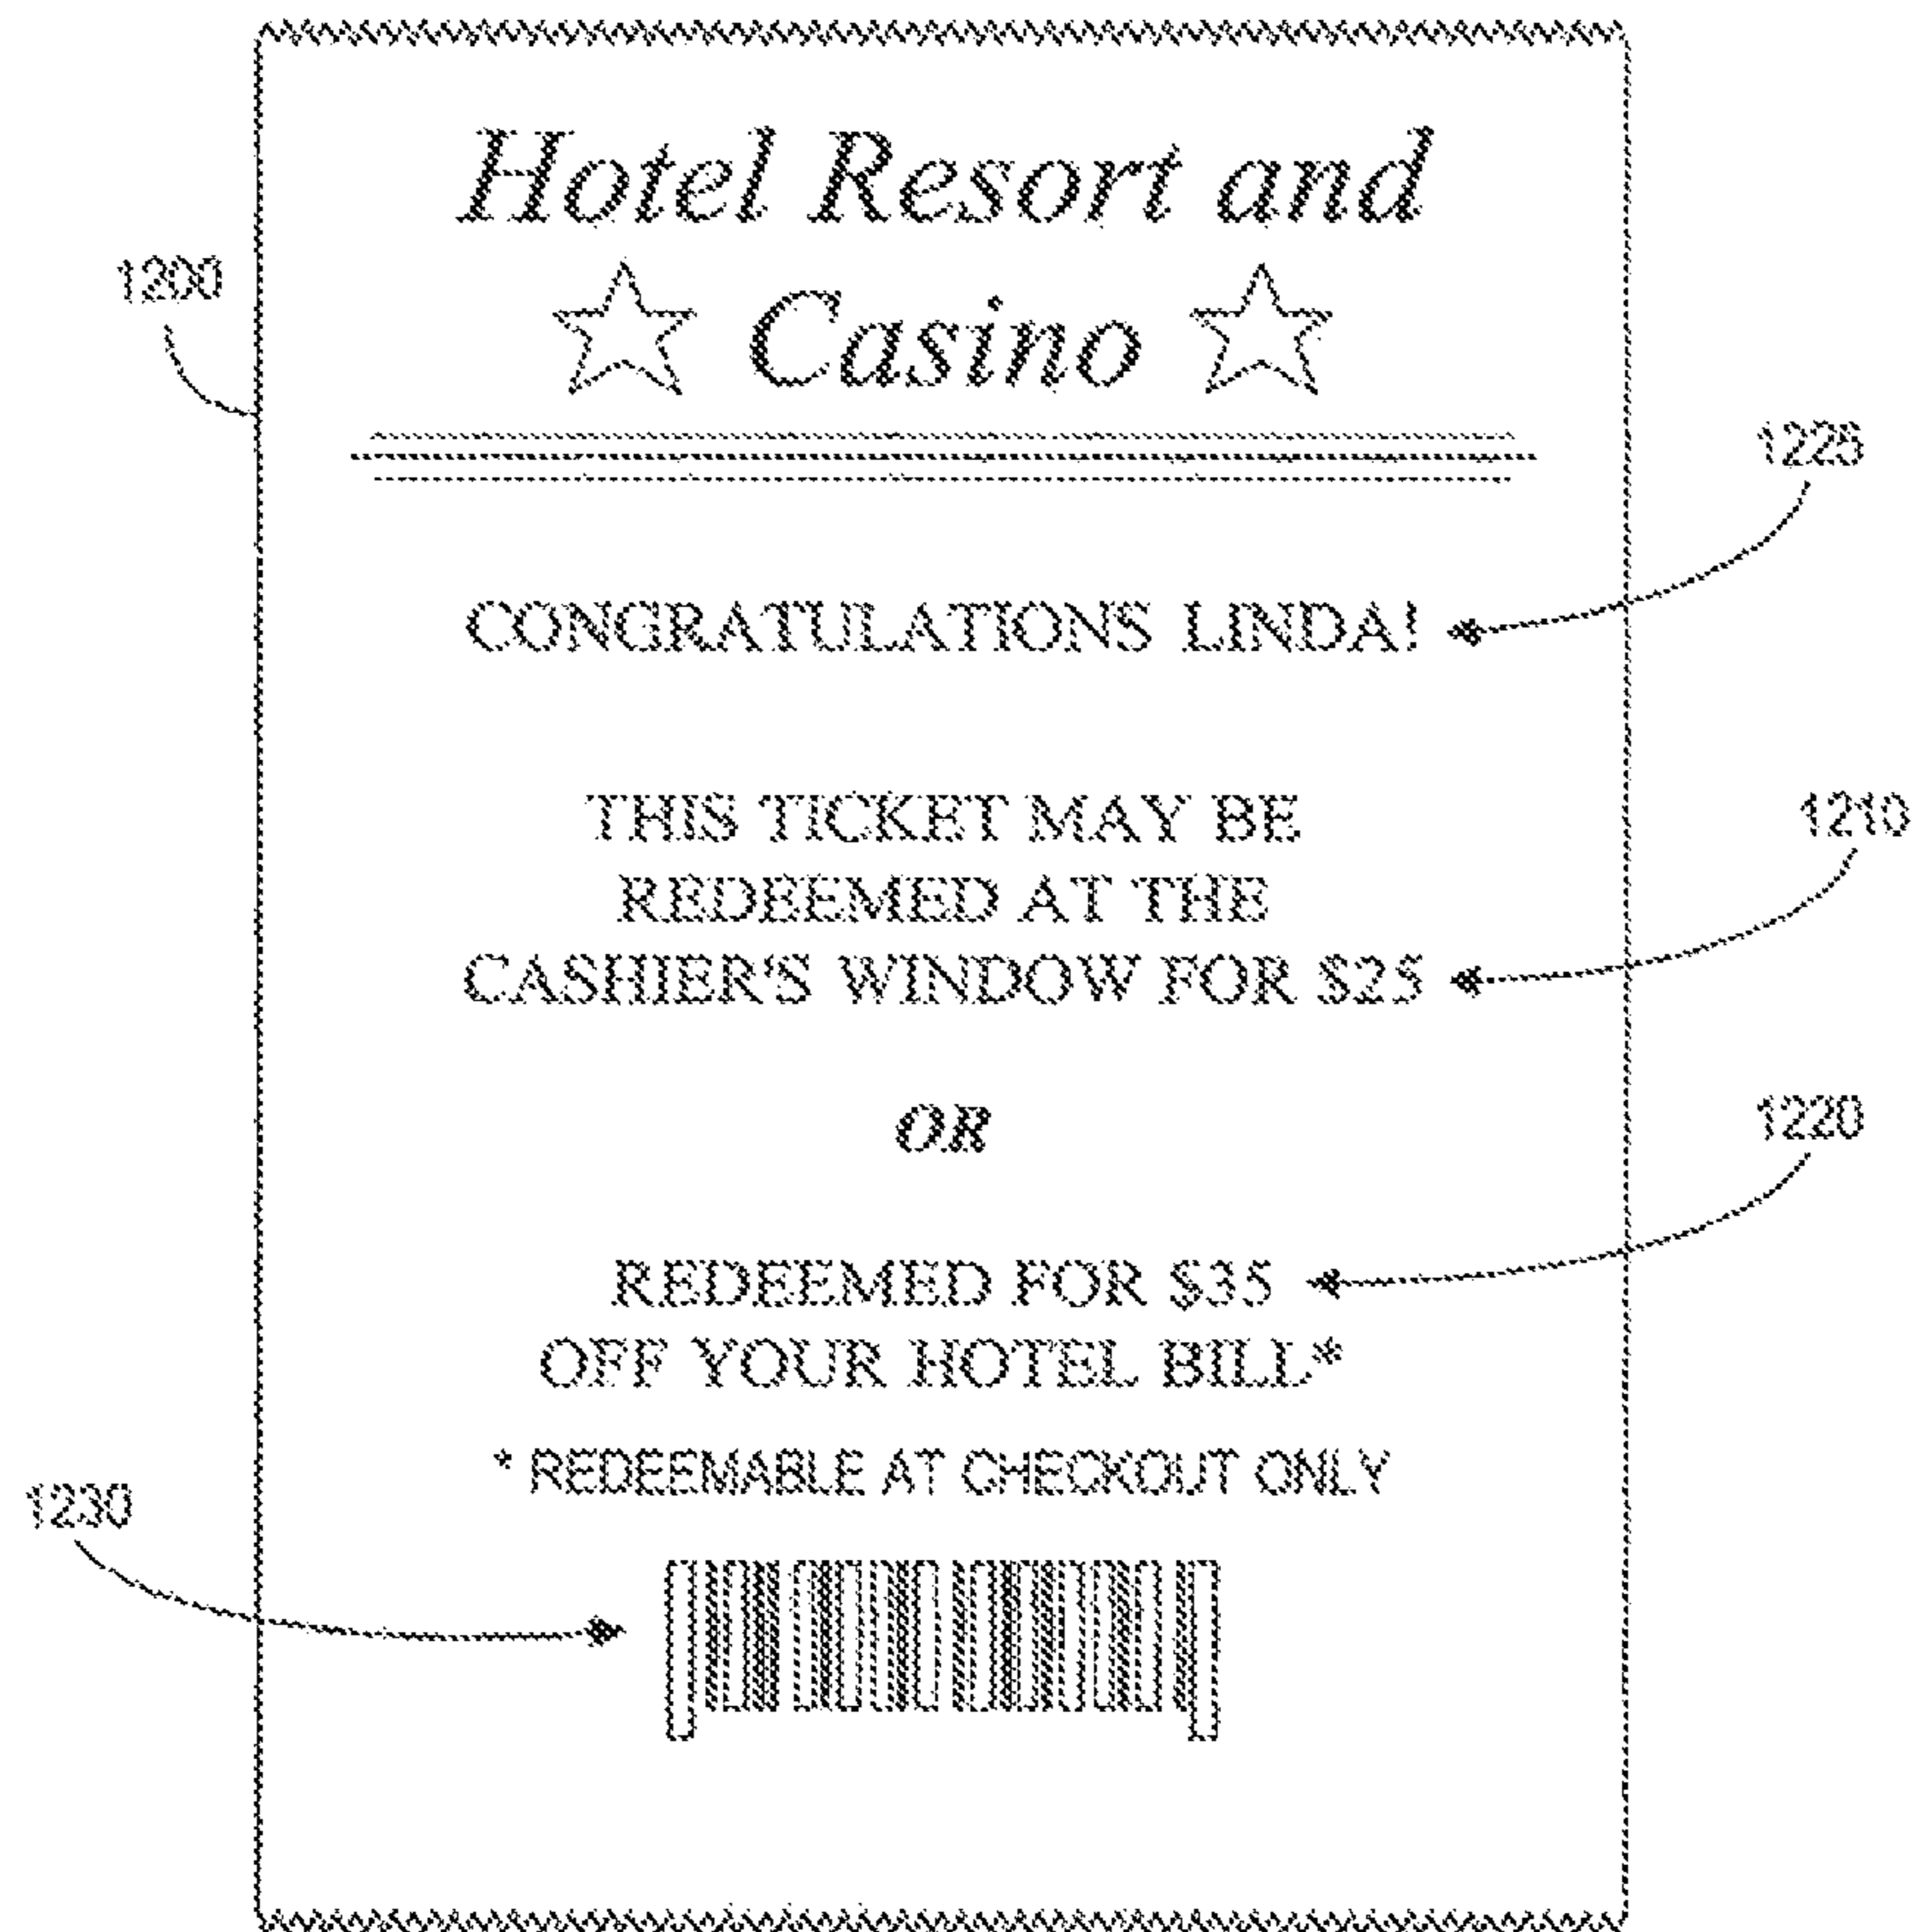 Hotel Resort and
1200
Casino
1225
CONGRATULATIONS LINDA!
THIS TICKET MAY BE
1210
REDEEMED AT THE
CASHIER'S WINDOW FOR $25
OR
1220
REDEEMED FOR $35
OFF YOUR HOTEL BILL*
* REDEEMABLE AT CHECKOUT ONLY
1230